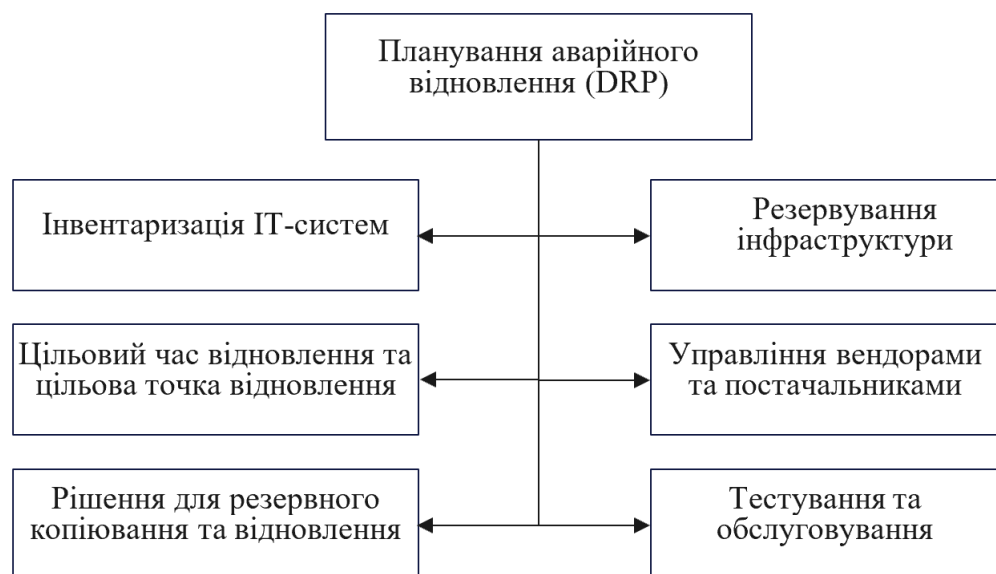 Планування аварійного
відновлення (DRP)
Інвентаризація ІТ-систем
Резервування
інфраструктури
Цільовий час відновлення та
цільова точка відновлення
Управління вендорами
та постачальниками
Рішення для резервного
копіювання та відновлення
Тестування та
обслуговування